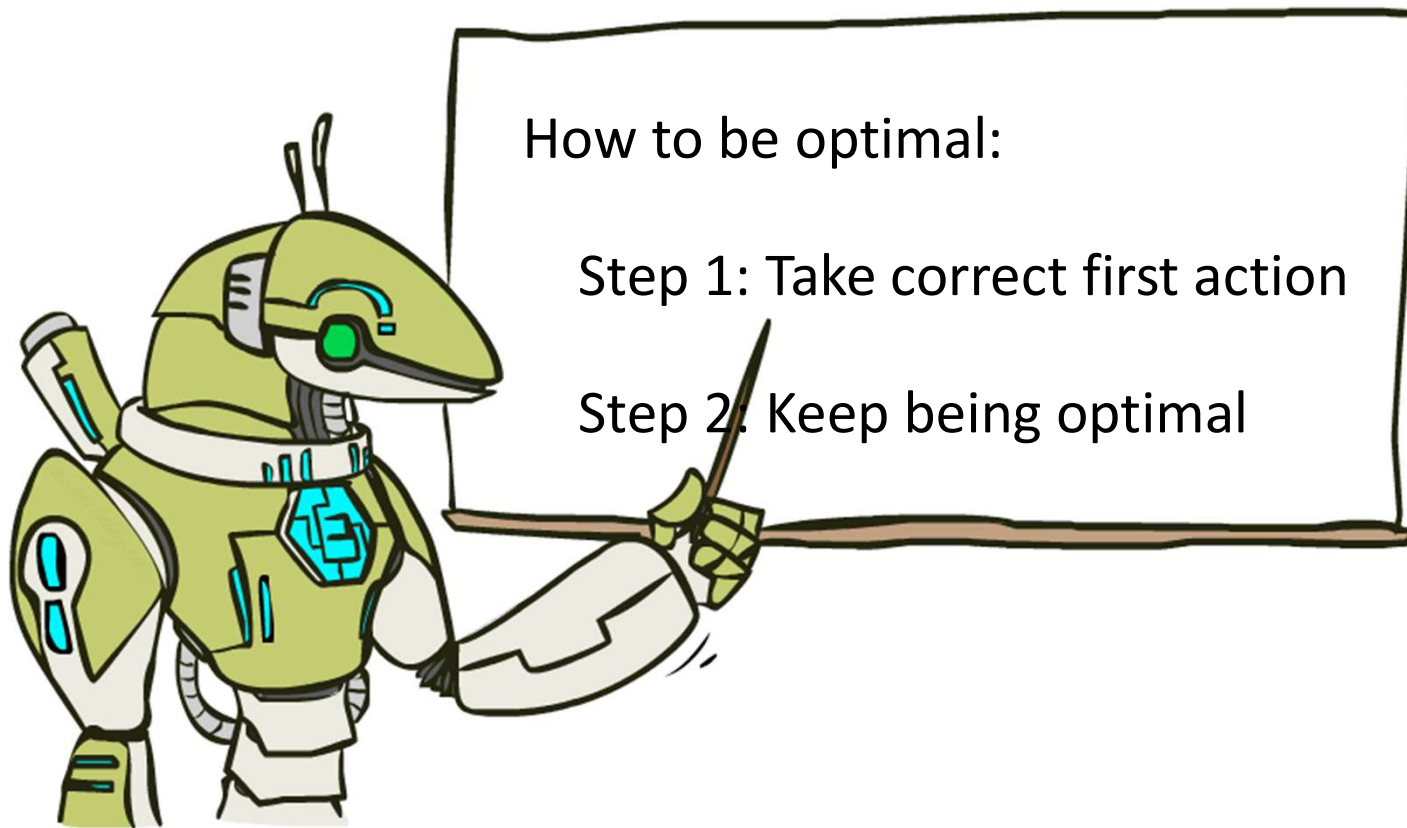 How to be optimal:
Step 1: Take correct first action
Step 2: Keep being optimal